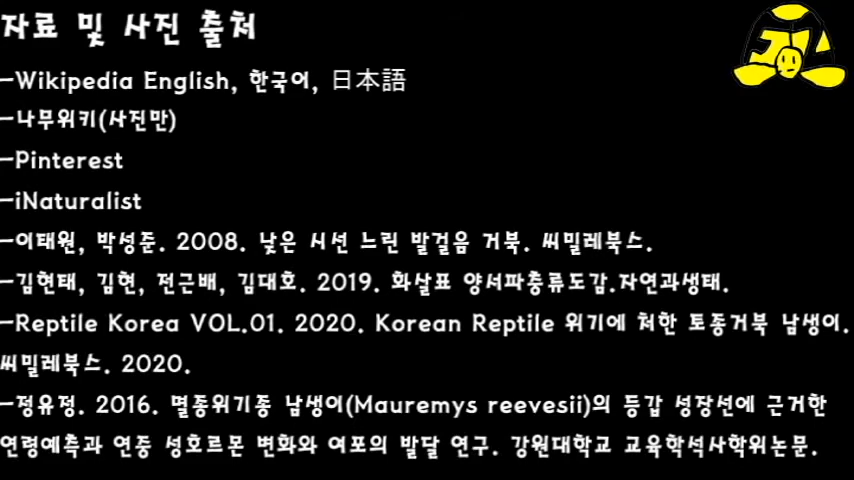 자료 및 사진 출처
-Wikipedia English, 한국어, 日本語
-나무위키(사진만)
-Pinterest
-iNaturalist
-이태원, 박성준. 2008. 낮은 시선 느린 발걸음 거북. 씨밀레북스.
-김현태, 김현, 전근배, 김대호. 2019. 화살표 양서파충류도감.자연과생태.
-Reptile Korea VOL.01. 2020. Korean Reptile 위기에 처한 토종거북 남생이.
씨밀레북스. 2020.
-정유정. 2016. 멸종위기종 남생이(Mauremys reevesii)의 등갑 성장선에 근거한
연령예측과 연중 성호르몬 변화와 여포의 발달 연구. 강원대학교 교육학석사학위논문.